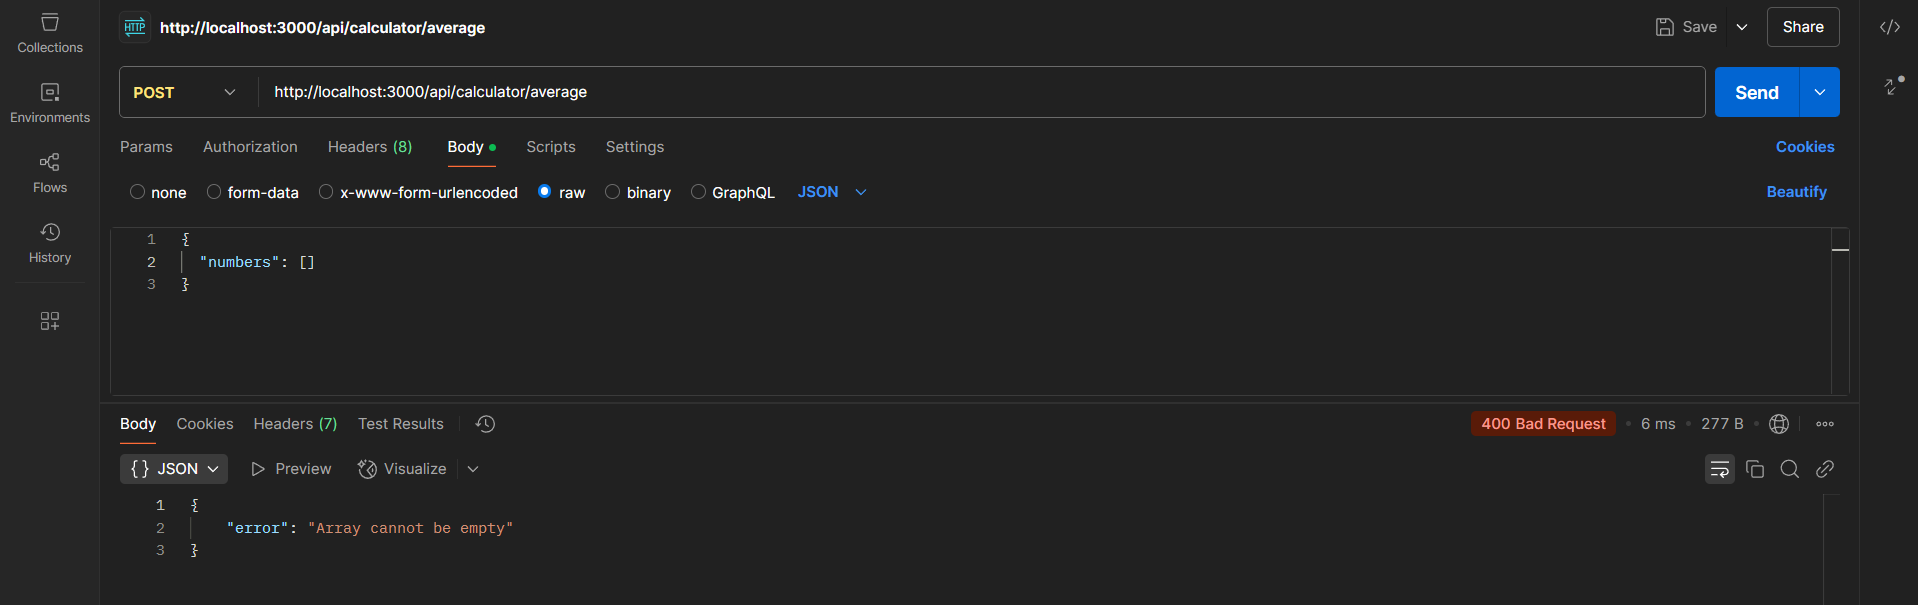 Collections
Environments
Flows
History
HTTP http://localhost:3000/api/calculator/average Save Share
POST http://localhost:3000/api/calculator/average Send
Params Authorization Headers (8) Body Scripts Settings Cookies
none form-data x-www-form-urlencoded raw binary GraphQL JSON Beautify
1 {
2 "numbers": []
3 }
Body Cookies Headers (7) Test Results 400 Bad Request • 6 ms • 277 B •
{} JSON Preview Visualize
1 {
2 "error": "Array cannot be empty"
3 }